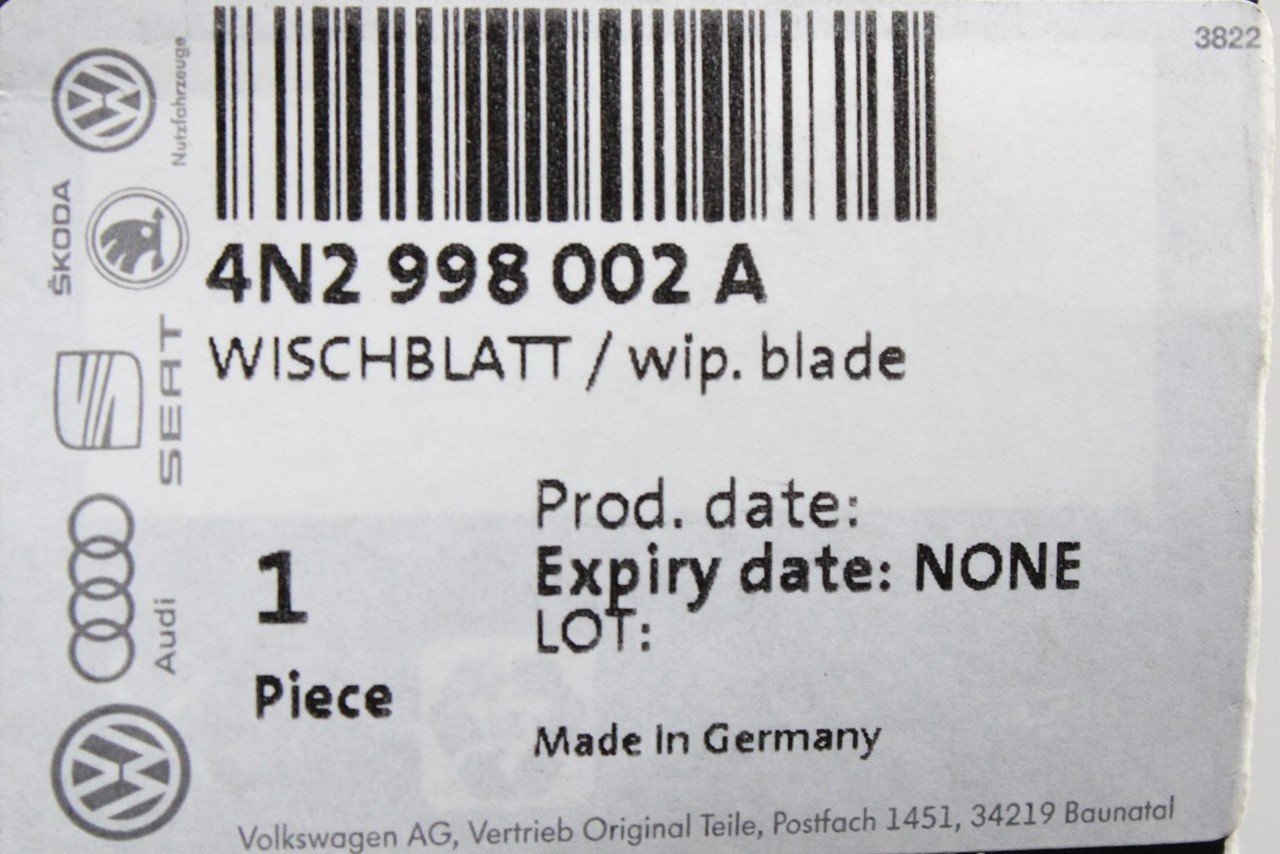 3822
Nutzfahrzeuge
ŠKODA
SEAT
Audi
4N2 998 002 A
WISCHBLATT / wip. blade
Prod. date:
Expiry date: NONE
LOT:
1
Piece
Made in Germany
Volkswagen AG, Vertrieb Original Teile, Postfach 1451, 34219 Baunatal